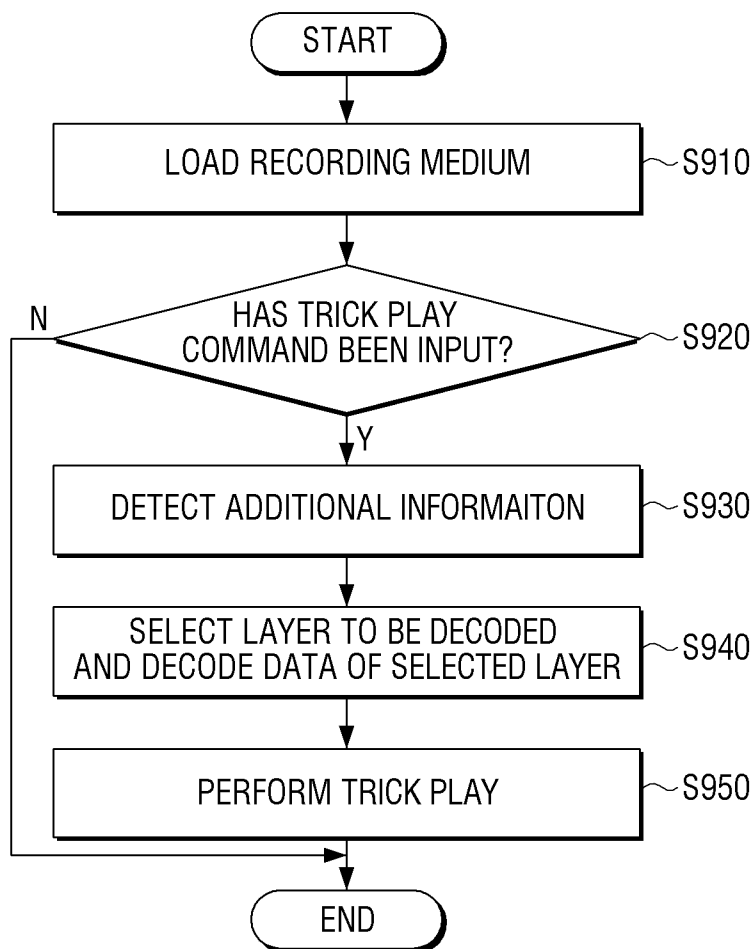 START
LOAD RECORDING MEDIUM
S910
N
HAS TRICK PLAY
COMMAND BEEN INPUT?
S920
Y
DETECT ADDITIONAL INFORMAITON
S930
SELECT LAYER TO BE DECODED
AND DECODE DATA OF SELECTED LAYER
S940
PERFORM TRICK PLAY
S950
END